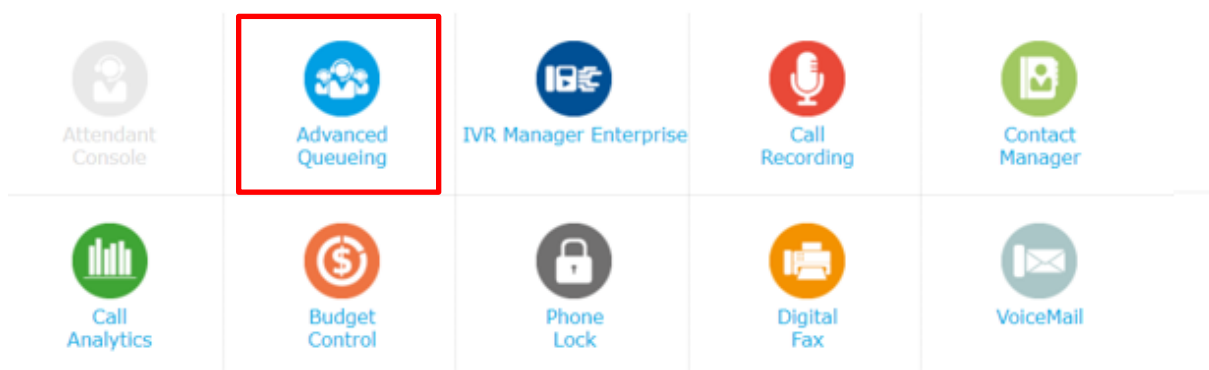 Attendant
Console
Advanced
Queueing
IVR Manager Enterprise
Call
Recording
Contact
Manager
Call
Analytics
Budget
Control
Phone
Lock
Digital
Fax
VoiceMail